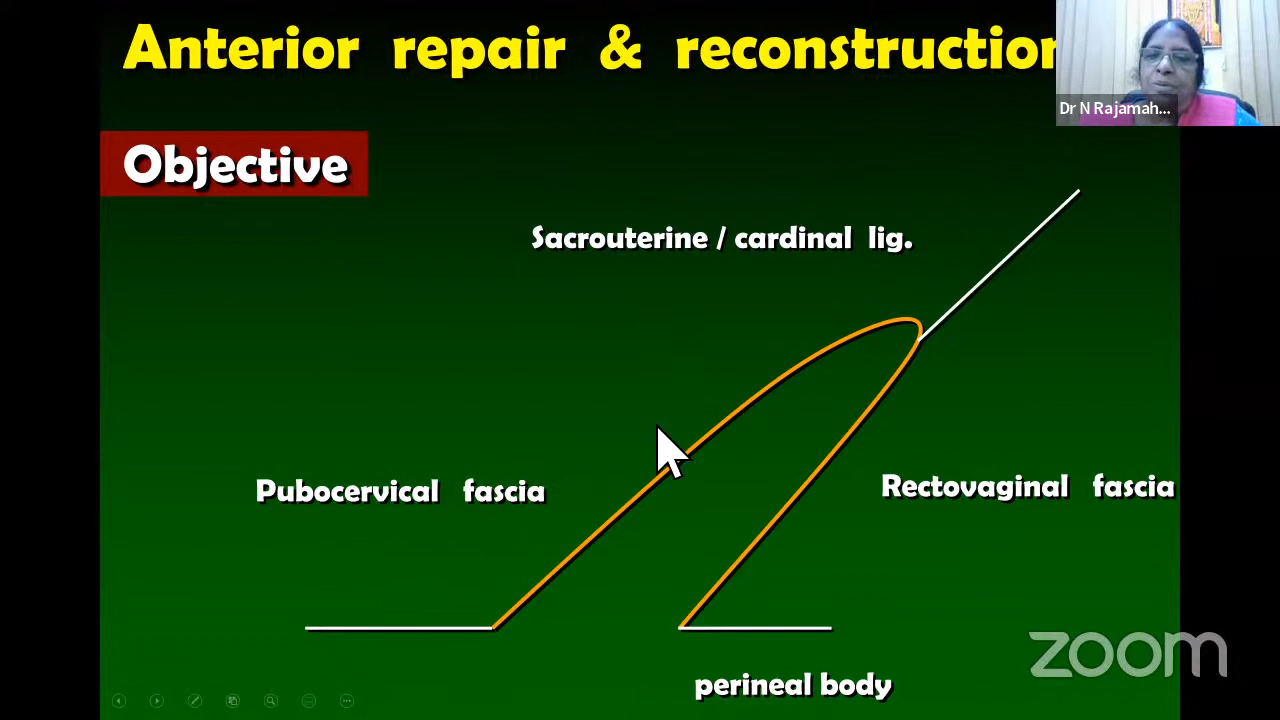 Anterior repair & reconstruction
Dr N Rajamah...
Objective
Sacrouterine / cardinal lig.
Pubocervical fascia
Rectovaginal fascia
perineal body
zoom